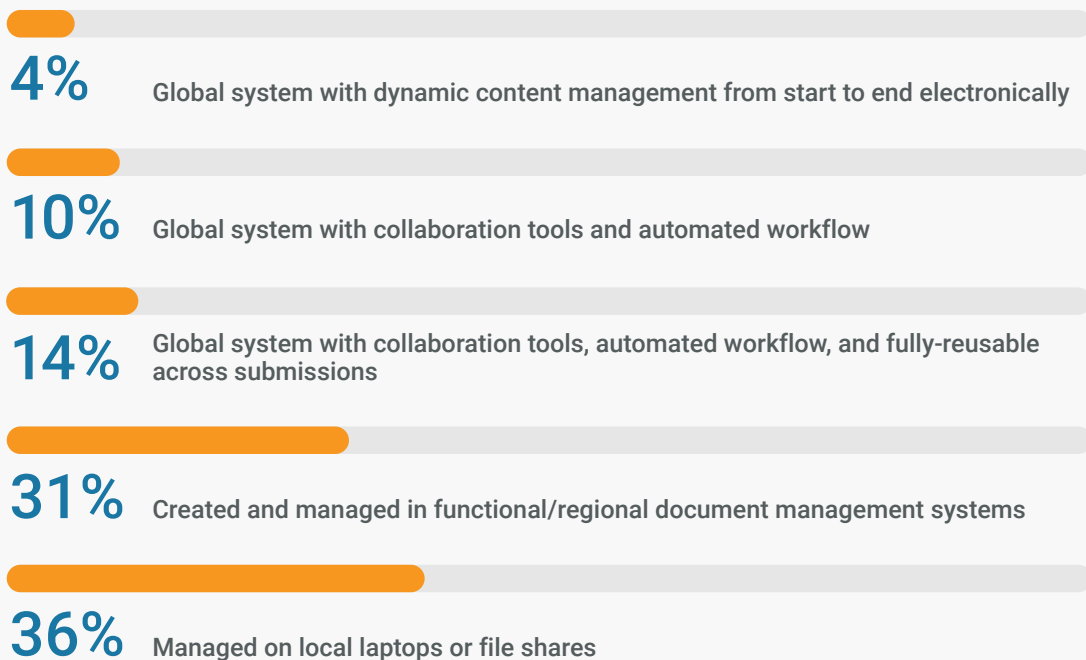 4%
Global system with dynamic content management from start to end electronically
10%
Global system with collaboration tools and automated workflow
14%
Global system with collaboration tools, automated workflow, and fully-reusable
across submissions
31%
Created and managed in functional/regional document management systems
36%
Managed on local laptops or file shares